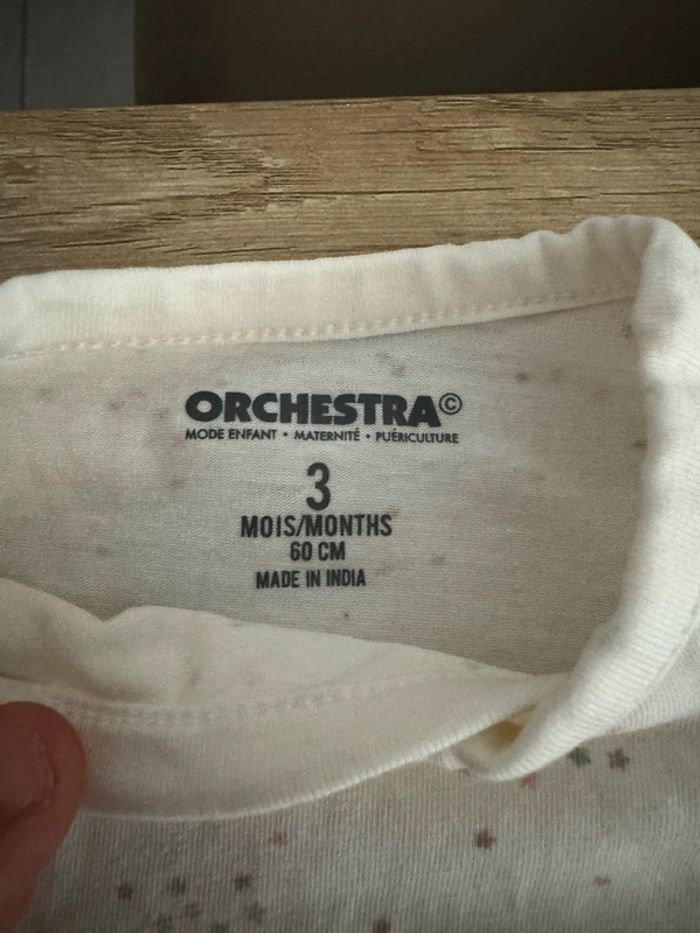 ORCHESTRA©
MODE ENFANT • MATERNITÉ • PUÉRICULTURE
3
MOIS/MONTHS
60 CM
MADE IN INDIA